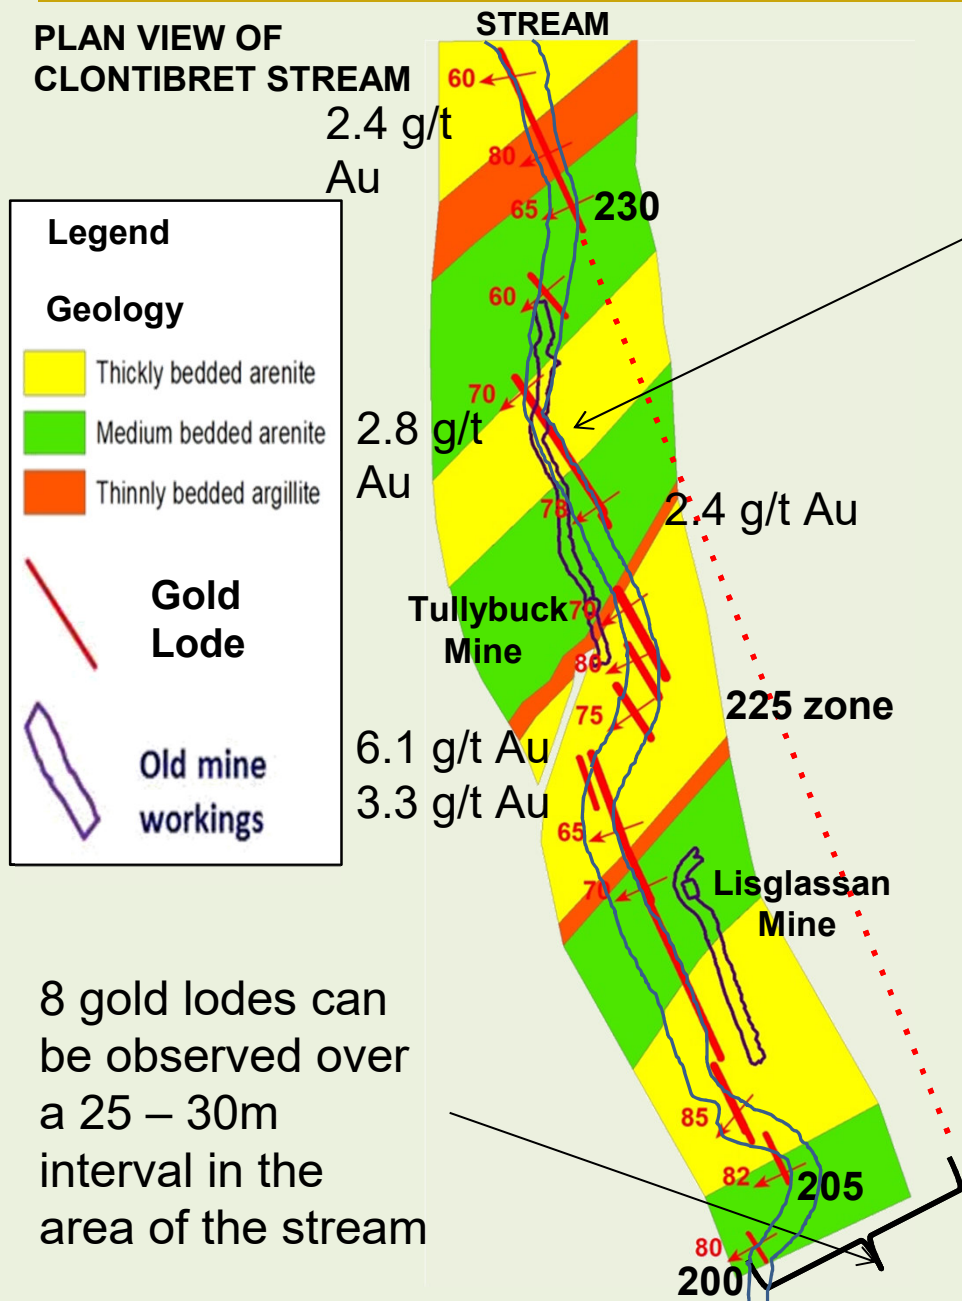 PLAN VIEW OF
CLONTIBRET STREAM
STREAM
2.4 g/t
Au
60
80
65
230
60
70
Legend
Geology
Thickly bedded arenite
Medium bedded arenite
Thinnly bedded argillite
Gold
Lode
Old mine
workings
2.8 g/t
Au
78
2.4 g/t Au
Tullybuck
Mine
70
86
75
225 zone
6.1 g/t Au
3.3 g/t Au
65
70
Lisglassan
Mine
8 gold lodes can
be observed over
a 25 – 30m
interval in the
area of the stream
85
82
205
80
200